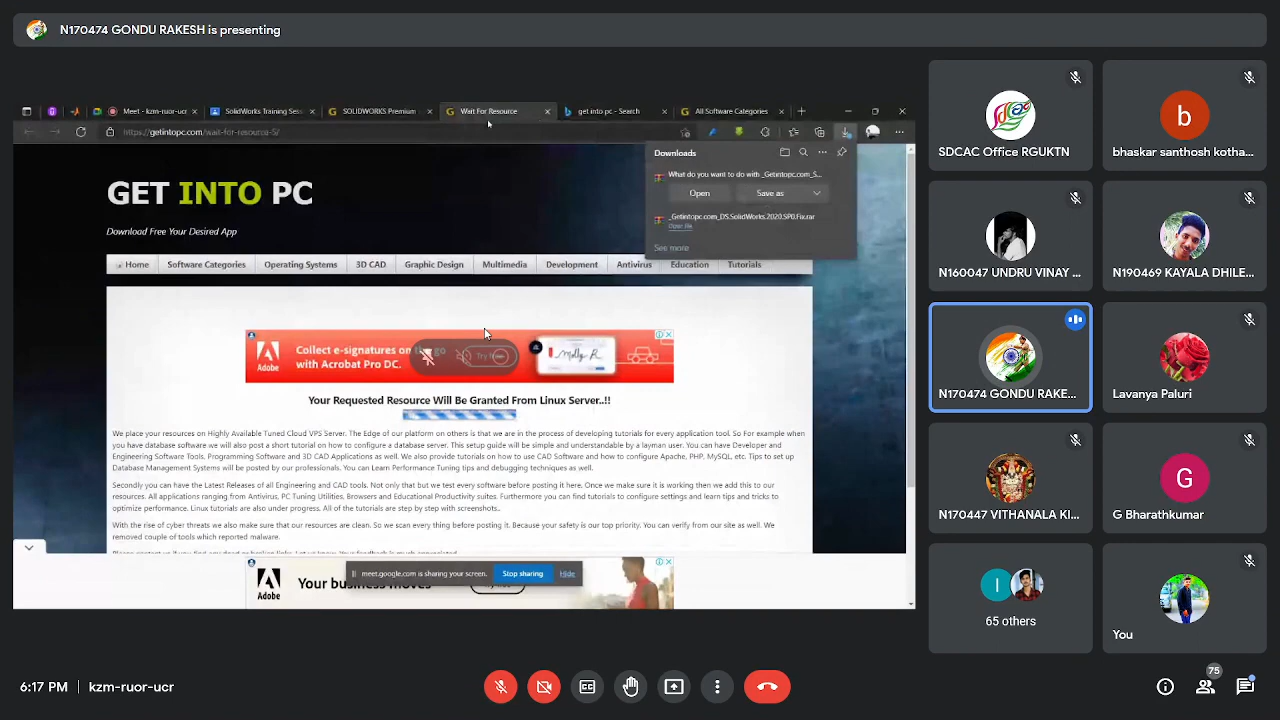 N170474 GONDU RAKESH is presenting
Meet - kzm-ruor-ucr
SolidWorks Training Sess
SOLIDWORKS Premium
Wait For Resource
get into pc - Search
All Software Categories
https://getintopc.com/wait-for-resource-5/
Downloads
What do you want to do with _Getintopc.com_S...
Open
Save as
_Getintopc.com_DS.SolidWorks.2020.SP0.Fix.rar
Open file
See more
GET INTO PC
Download Free Your Desired App
Home Software Categories Operating Systems 3D CAD Graphic Design Multimedia Development Antivirus Education Tutorials
Adobe
Collect e-signatures on the go
with Acrobat Pro DC.
Your Requested Resource Will Be Granted From Linux Server..!!
We place your resources on Highly Available Tuned Cloud VPS Server. The Edge of our platform on others is that we are in the process of developing tutorials for every application tool. So For example when
you have database software we will also post a short tutorial on how to configure a database server. This setup guide will be simple and understandable by a layman user. You can have Developer and
Engineering Software Tools, Programming Software and 3D CAD Applications as well. We also provide tutorials on how to use CAD Software and how to configure Apache, PHP, MySQL, etc. Tips to set up
Database Management Systems will be posted by our professionals. You can Learn Performance Tuning tips and debugging techniques as well.
Secondly you can have the Latest Releases of all Engineering and CAD tools. Not only that but we test every software before posting it here. Once we make sure it is working then we add this to our
resources. All applications ranging from Antivirus, PC Tuning Utilities, Browsers and Educational Productivity suites. Furthermore you can find tutorials to configure settings and learn tips and tricks to
optimize performance. Linux tutorials are also under progress. All of the tutorials are step by step with screenshots..
With the rise of cyber threats we also make sure that our resources are clean. So we scan everything before posting it. Because your safety is our top priority. You can verify from our site as well. We
removed couple of tools which reported malware.
Adobe
Your business moves
meet.google.com is sharing your screen.
Stop sharing
Hide
SDCAC Office RGUKTN
b
bhaskar santhosh kotha...
N160047 UNDRU VINAY ...
N190469 KAYALA DHILE...
N170474 GONDU RAKE...
Lavanya Paluri
N170447 VITHANALA KI...
G
G Bharathkumar
I
65 others
You
6:17 PM
kzm-ruor-ucr
75